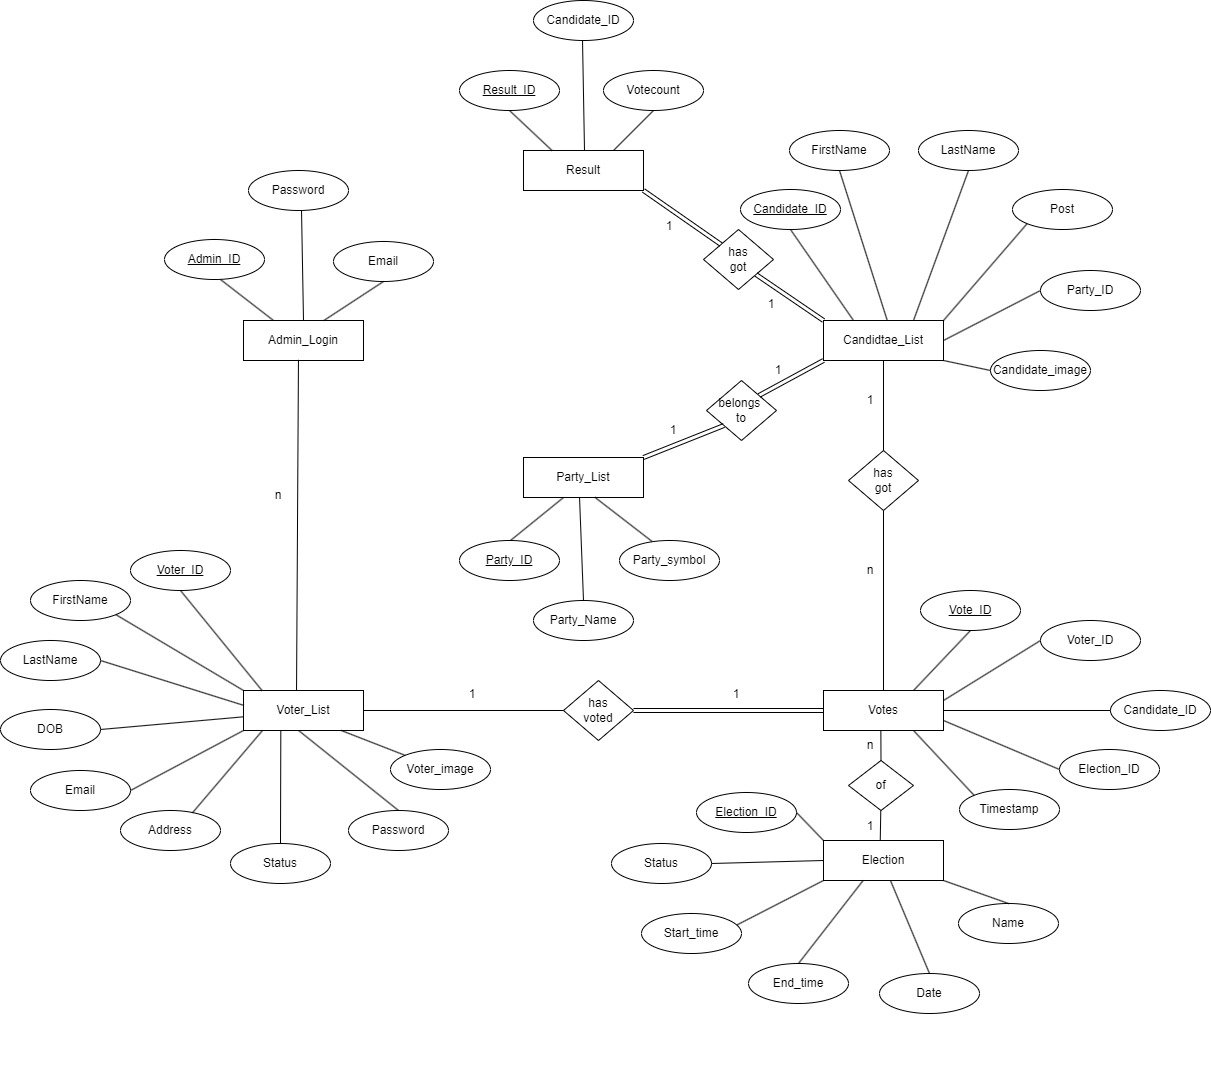 Candidate_ID
Result_ID
Votecount
Result
FirstName
LastName
Password
Candidate_ID
Post
1
has
got
Admin_ID
Email
Party_ID
1
Admin_Login
Candidtae_List
1
Candidate_image
belongs
to
1
1
Party_List
has
got
n
Party_ID
Party_symbol
Voter_ID
n
FirstName
Party_Name
Vote_ID
Voter_ID
LastName
1
1
Voter_List
has
voted
Votes
Candidate_ID
DOB
n
Voter_image
Election_ID
Email
of
Election_ID
Timestamp
Address
Password
1
Status
Status
Election
Start_time
Name
End_time
Date